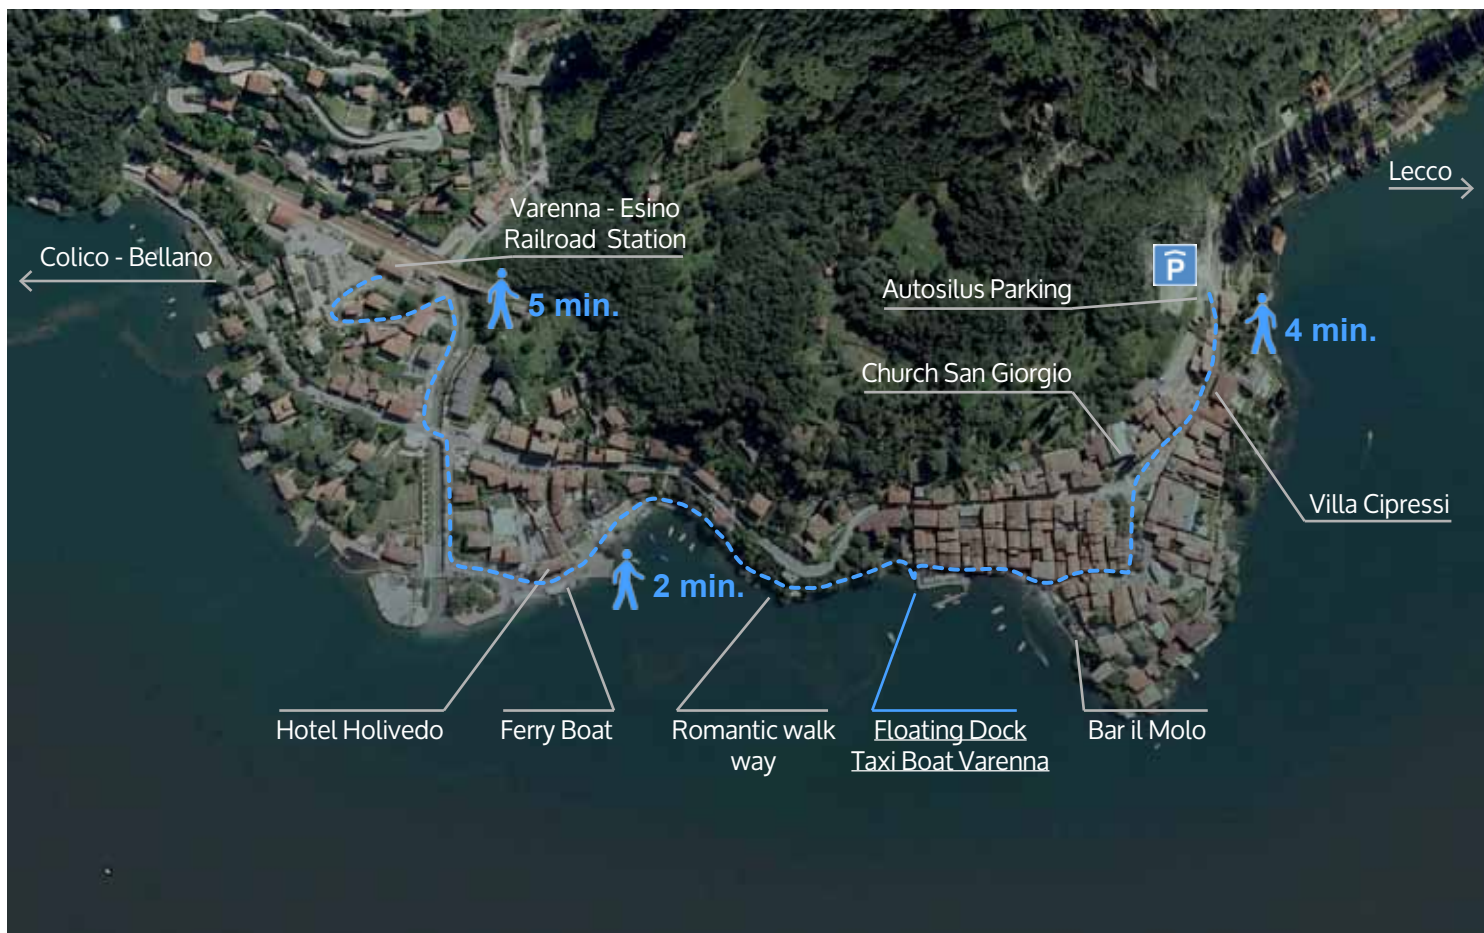 Lecco
Varenna - Esino
Railroad Station
Colico - Bellano
P
Autosilus Parking
5 min.
4 min.
Church San Giorgio
Villa Cipressi
2 min.
Hotel Holivedo
Ferry Boat
Romantic walk
way
Floating Dock
Taxi Boat Varenna
Bar il Molo